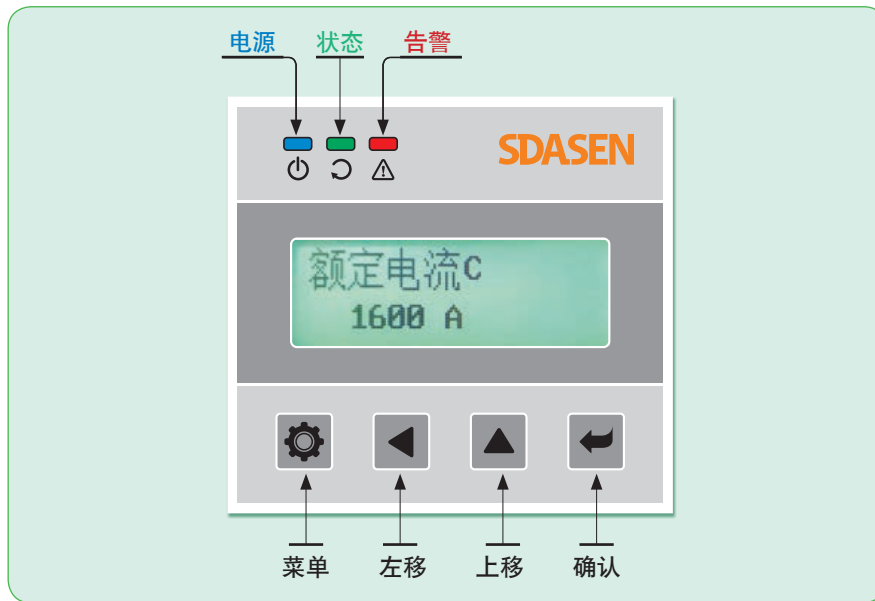 电源 状态 告警
SDASEN
额定电流C
1600 A
菜单 左移 上移 确认